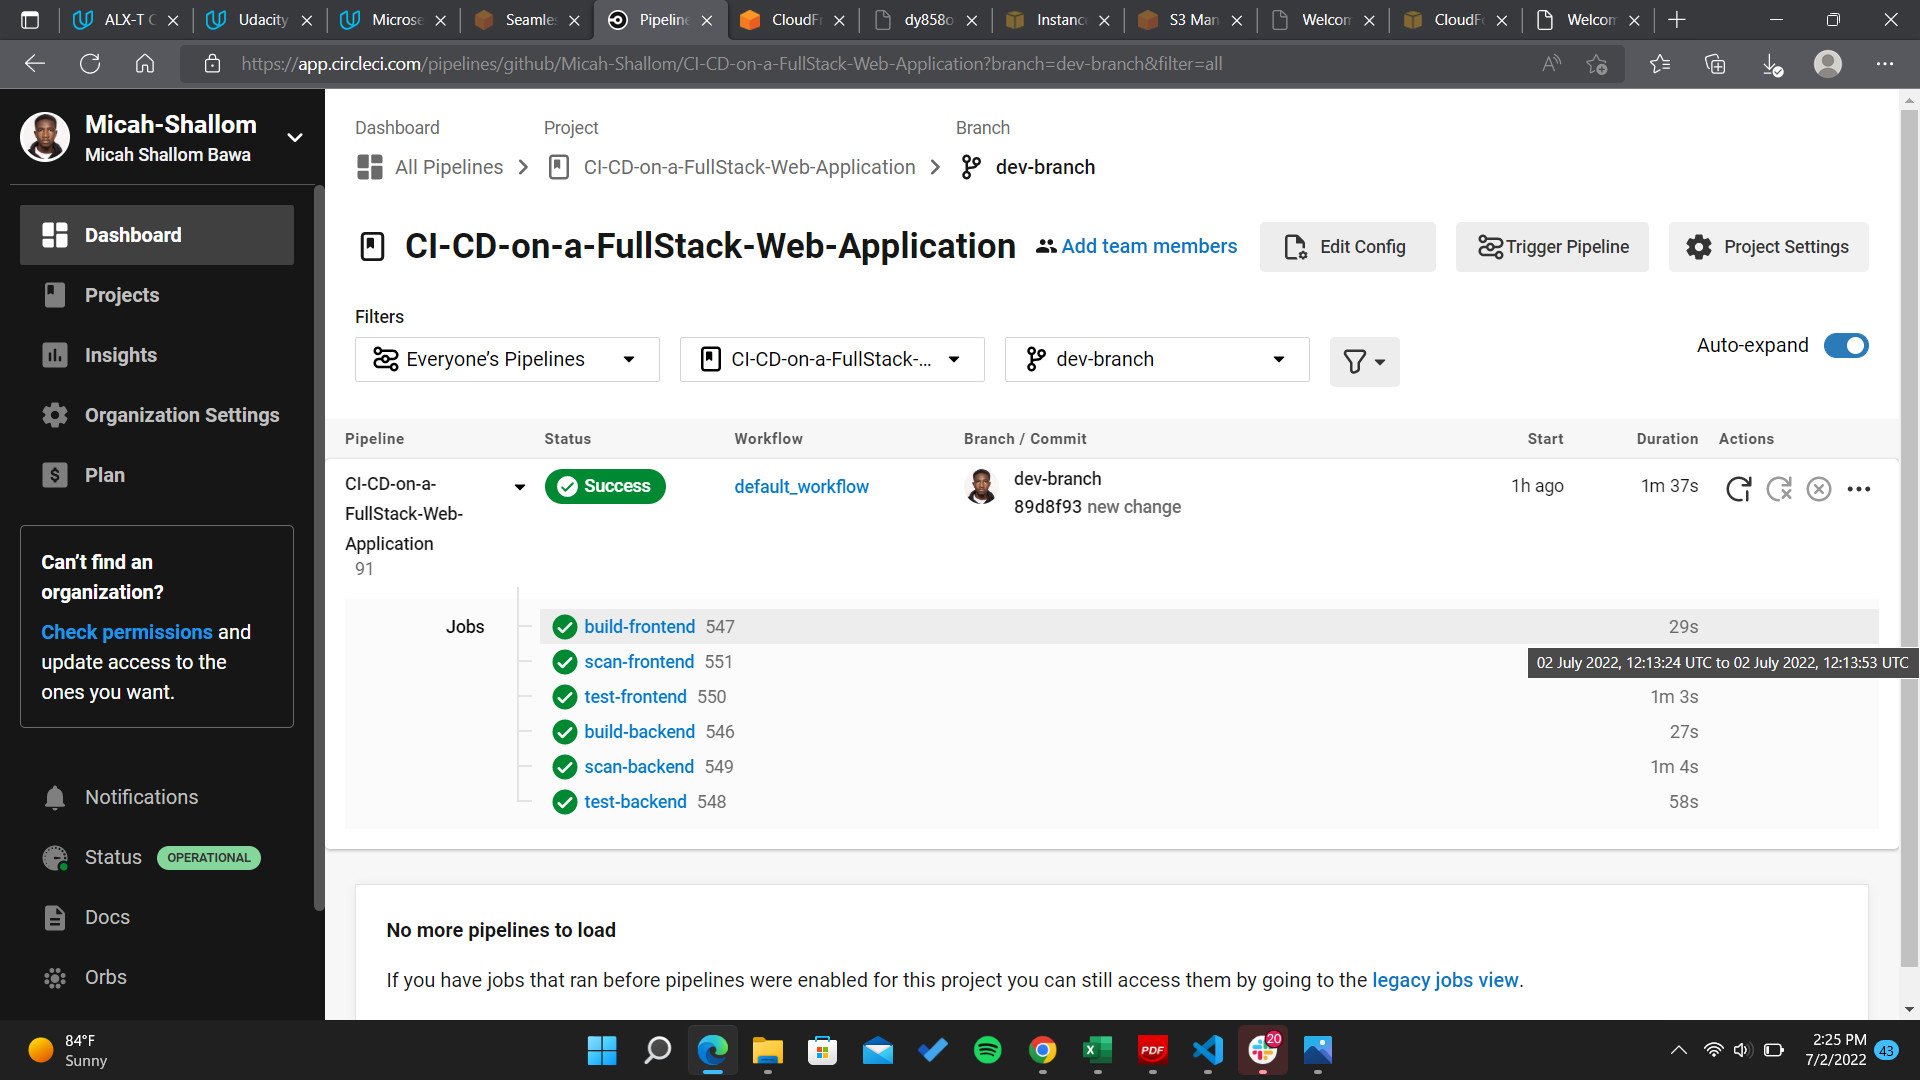 ALX-T C
Udacity
Microse
Seamles
Pipeline
CloudFr
dy858o
Instance
S3 Man
Welcom
CloudFo
Welcom
https://app.circleci.com/pipelines/github/Micah-Shallom/CI-CD-on-a-FullStack-Web-Application?branch=dev-branch&filter=all
Micah-Shallom
Micah Shallom Bawa
Dashboard
Projects
Insights
Organization Settings
Plan
Can't find an
organization?
Check permissions and
update access to the
ones you want.
Notifications
Status OPERATIONAL
Docs
Orbs
Dashboard Project Branch
All Pipelines CI-CD-on-a-FullStack-Web-Application dev-branch
CI-CD-on-a-FullStack-Web-Application Add team members Edit Config Trigger Pipeline Project Settings
Filters
Everyone's Pipelines CI-CD-on-a-FullStack-... dev-branch Auto-expand
Pipeline Status Workflow Branch / Commit Start Duration Actions
CI-CD-on-a-
FullStack-Web-
Application
91
Success default_workflow dev-branch 1h ago 1m 37s
89d8f93 new change
Jobs build-frontend 547 29s
scan-frontend 551
02 July 2022, 12:13:24 UTC to 02 July 2022, 12:13:53 UTC
test-frontend 550 1m 3s
build-backend 546 27s
scan-backend 549 1m 4s
test-backend 548 58s
No more pipelines to load
If you have jobs that ran before pipelines were enabled for this project you can still access them by going to the legacy jobs view.
84°F
Sunny
PDF
20
2:25 PM
7/2/2022
43